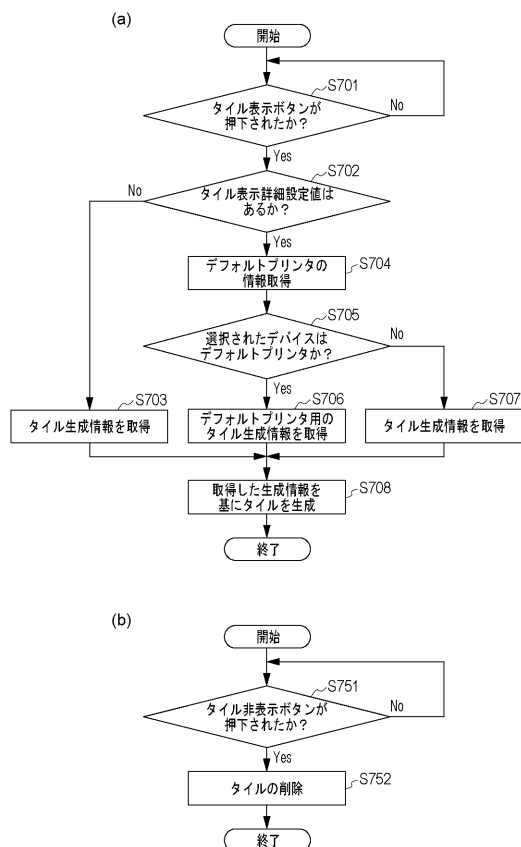 (a)
開始
S701
タイル表示ボタンが
押下されたか？
No
Yes
S702
No
タイル表示詳細設定値は
あるか？
Yes
S704
デフォルトプリンタの
情報取得
S705
選択されたデバイスは
デフォルトプリンタか？
No
Yes
S703
タイル生成情報を取得
S706
デフォルトプリンタ用の
タイル生成情報を取得
S707
タイル生成情報を取得
S708
取得した生成情報を
基にタイルを生成
終了
(b)
開始
S751
タイル非表示ボタンが
押下されたか？
No
Yes
S752
タイルの削除
終了